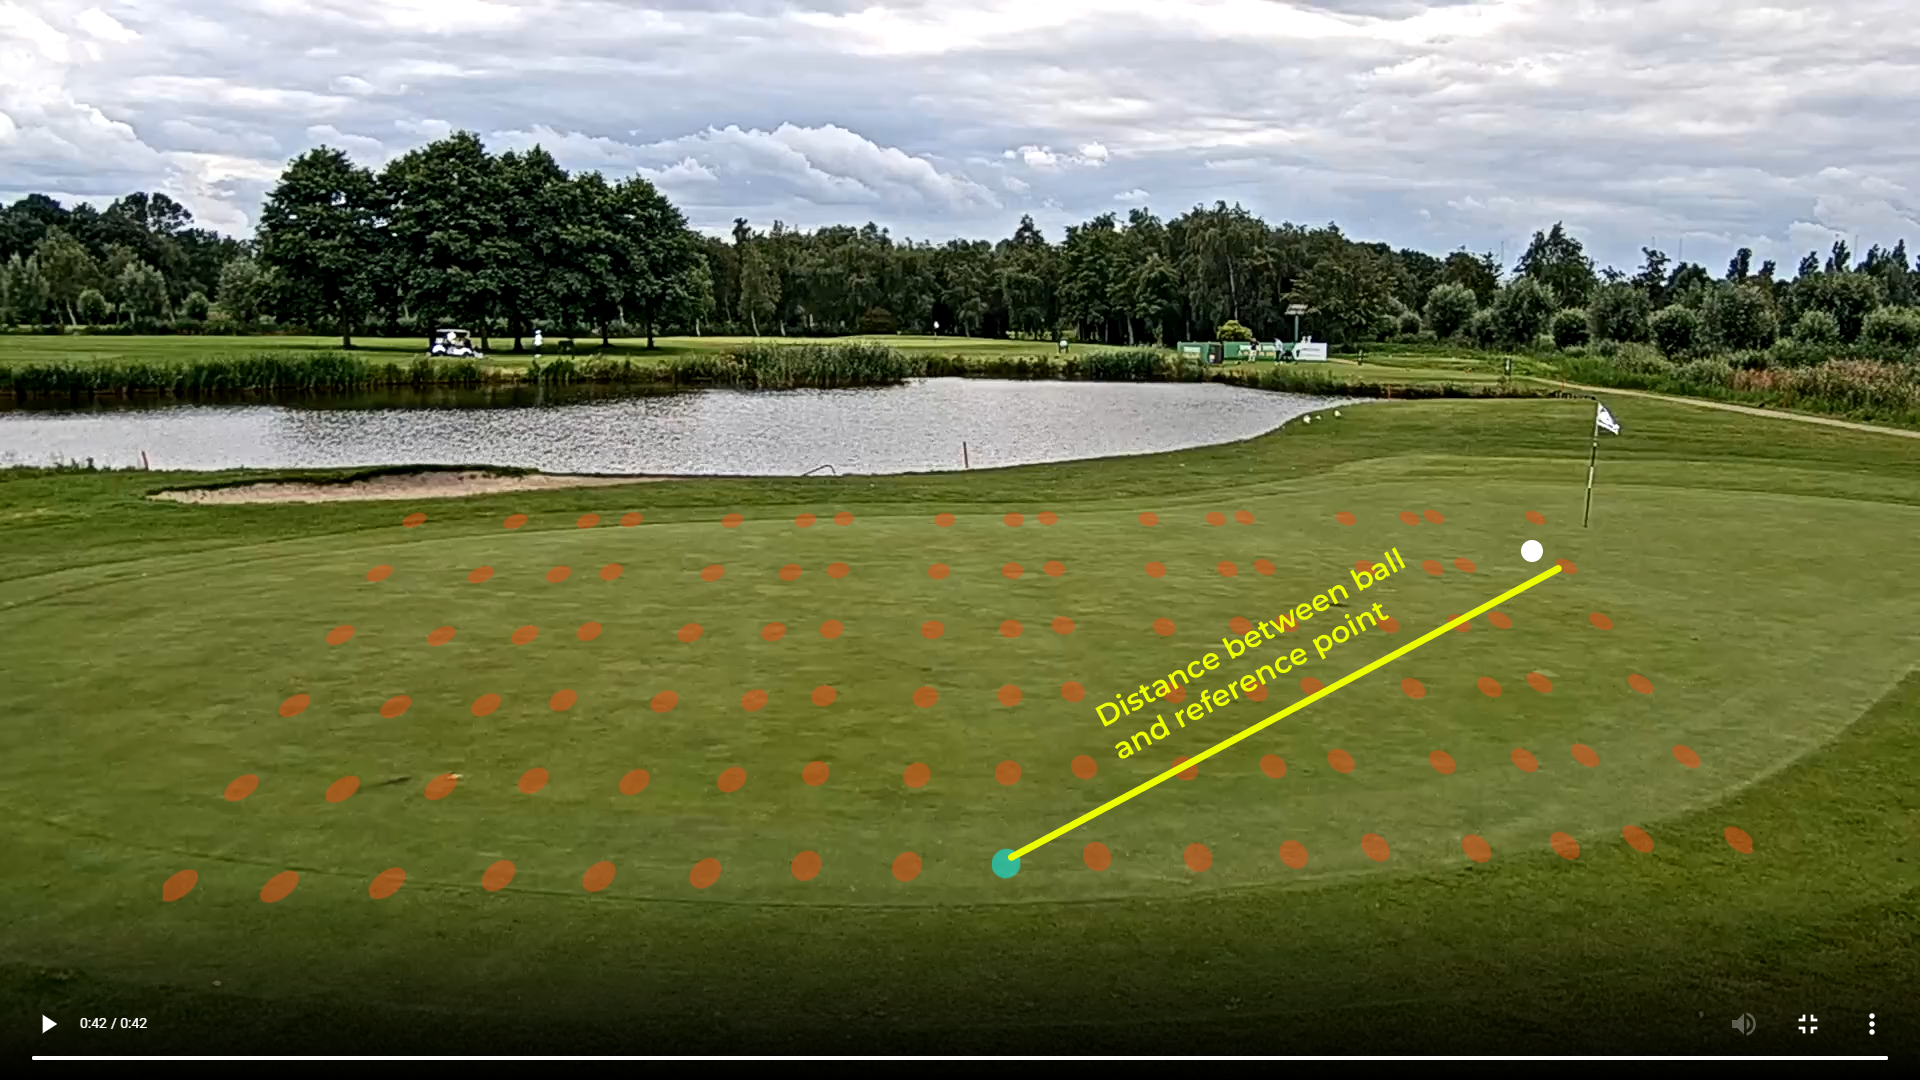 Distance between ball
and reference point
0:42 / 0:42